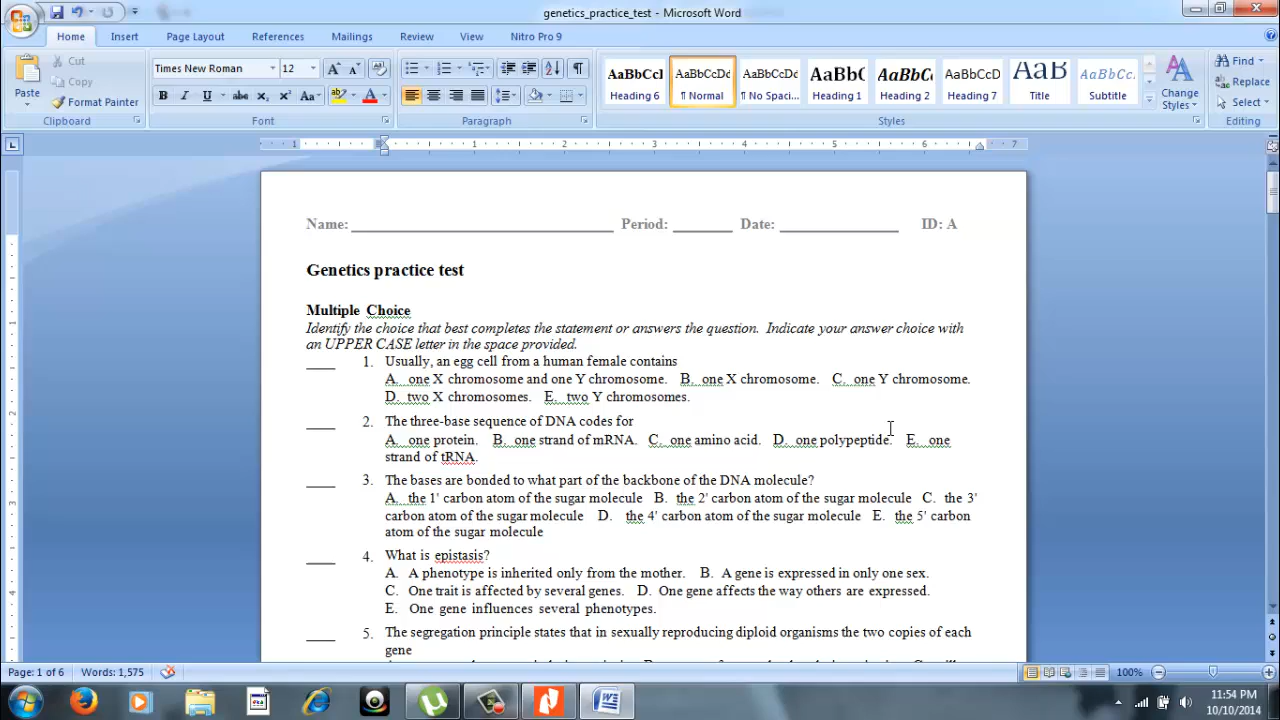 genetics_practice_test - Microsoft Word
Home Insert Page Layout References Mailings Review View Nitro Pro 9
Paste Cut Copy Format Painter
Times New Roman 12
AaBbCcI AaBbCcDd AaBbCcDd AaBbC AaBbCc AaBbCcD AaB AaBbCcD
Heading 6 ¶ Normal ¶ No Spaci... Heading 1 Heading 2 Heading 7 Title Subtitle
Change Styles Find Replace Select
Clipboard Font Paragraph Styles Editing
1 1 2 3 4 5 6 7
Name: Period: Date: ID: A
Genetics practice test
Multiple Choice
Identify the choice that best completes the statement or answers the question. Indicate your answer choice with
an UPPER CASE letter in the space provided.
1. Usually, an egg cell from a human female contains
A. one X chromosome and one Y chromosome. B. one X chromosome. C. one Y chromosome.
D. two X chromosomes. E. two Y chromosomes.
2. The three-base sequence of DNA codes for
A. one protein. B. one strand of mRNA. C. one amino acid. D. one polypeptide. E. one
strand of tRNA.
3. The bases are bonded to what part of the backbone of the DNA molecule?
A. the 1' carbon atom of the sugar molecule B. the 2' carbon atom of the sugar molecule C. the 3'
carbon atom of the sugar molecule D. the 4' carbon atom of the sugar molecule E. the 5' carbon
atom of the sugar molecule
4. What is epistasis?
A. A phenotype is inherited only from the mother. B. A gene is expressed in only one sex.
C. One trait is affected by several genes. D. One gene affects the way others are expressed.
E. One gene influences several phenotypes.
5. The segregation principle states that in sexually reproducing diploid organisms the two copies of each
gene
Page: 1 of 6 Words: 1,575 100%
11:54 PM
10/10/2014